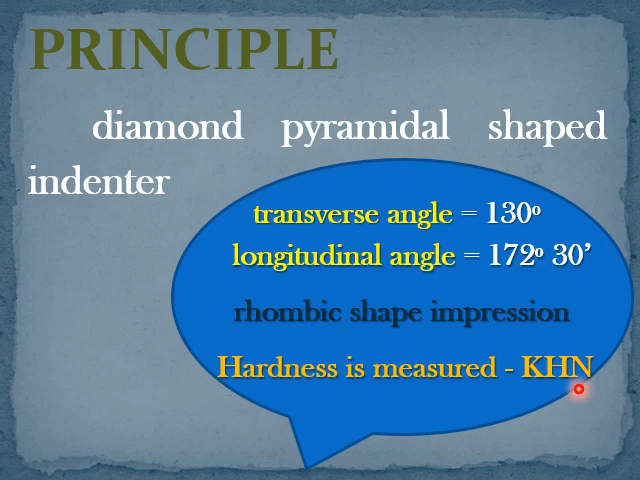 PRINCIPLE
diamond pyramidal shaped
indenter
transverse angle = 130º
longitudinal angle = 172º 30’
rhombic shape impression
Hardness is measured - KHN